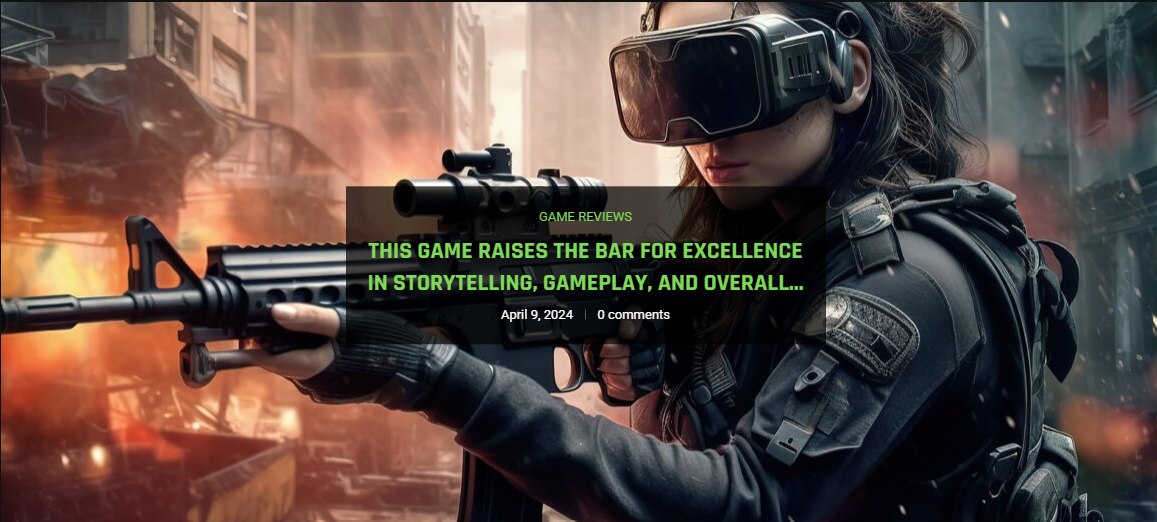 GAME REVIEWS
THIS GAME RAISES THE BAR FOR EXCELLENCE
IN STORYTELLING, GAMEPLAY, AND OVERALL...
April 9, 2024 | 0 comments